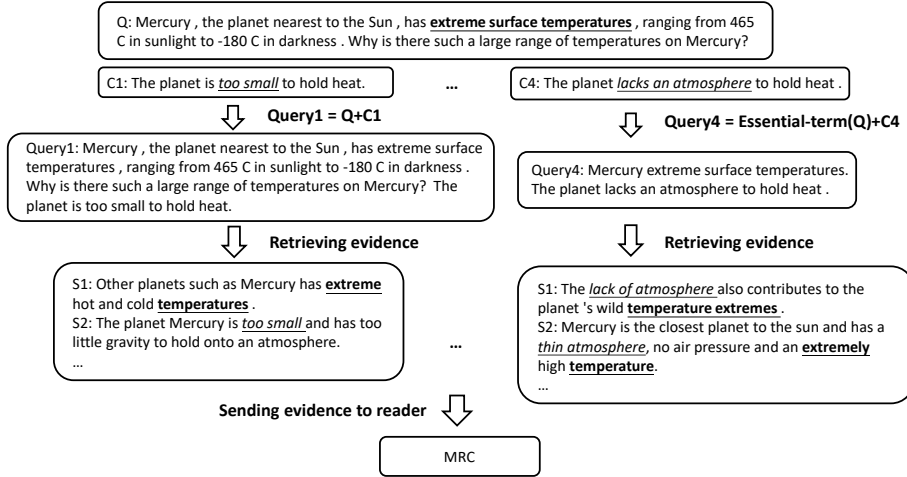 Q: Mercury , the planet nearest to the Sun , has extreme surface temperatures , ranging from 465
C in sunlight to -180 C in darkness . Why is there such a large range of temperatures on Mercury?
C1: The planet is too small to hold heat.
...
C4: The planet lacks an atmosphere to hold heat .
Query1 = Q+C1
Query4 = Essential-term(Q)+C4
Query1: Mercury , the planet nearest to the Sun , has extreme surface
temperatures , ranging from 465 C in sunlight to -180 C in darkness .
Why is there such a large range of temperatures on Mercury? The
planet is too small to hold heat.
Query4: Mercury extreme surface temperatures.
The planet lacks an atmosphere to hold heat .
Retrieving evidence
Retrieving evidence
S1: Other planets such as Mercury has extreme
hot and cold temperatures .
S2: The planet Mercury is too small and has too
little gravity to hold onto an atmosphere.
...
...
S1: The lack of atmosphere also contributes to the
planet 's wild temperature extremes .
S2: Mercury is the closest planet to the sun and has a
thin atmosphere, no air pressure and an extremely
high temperature.
...
Sending evidence to reader
MRC